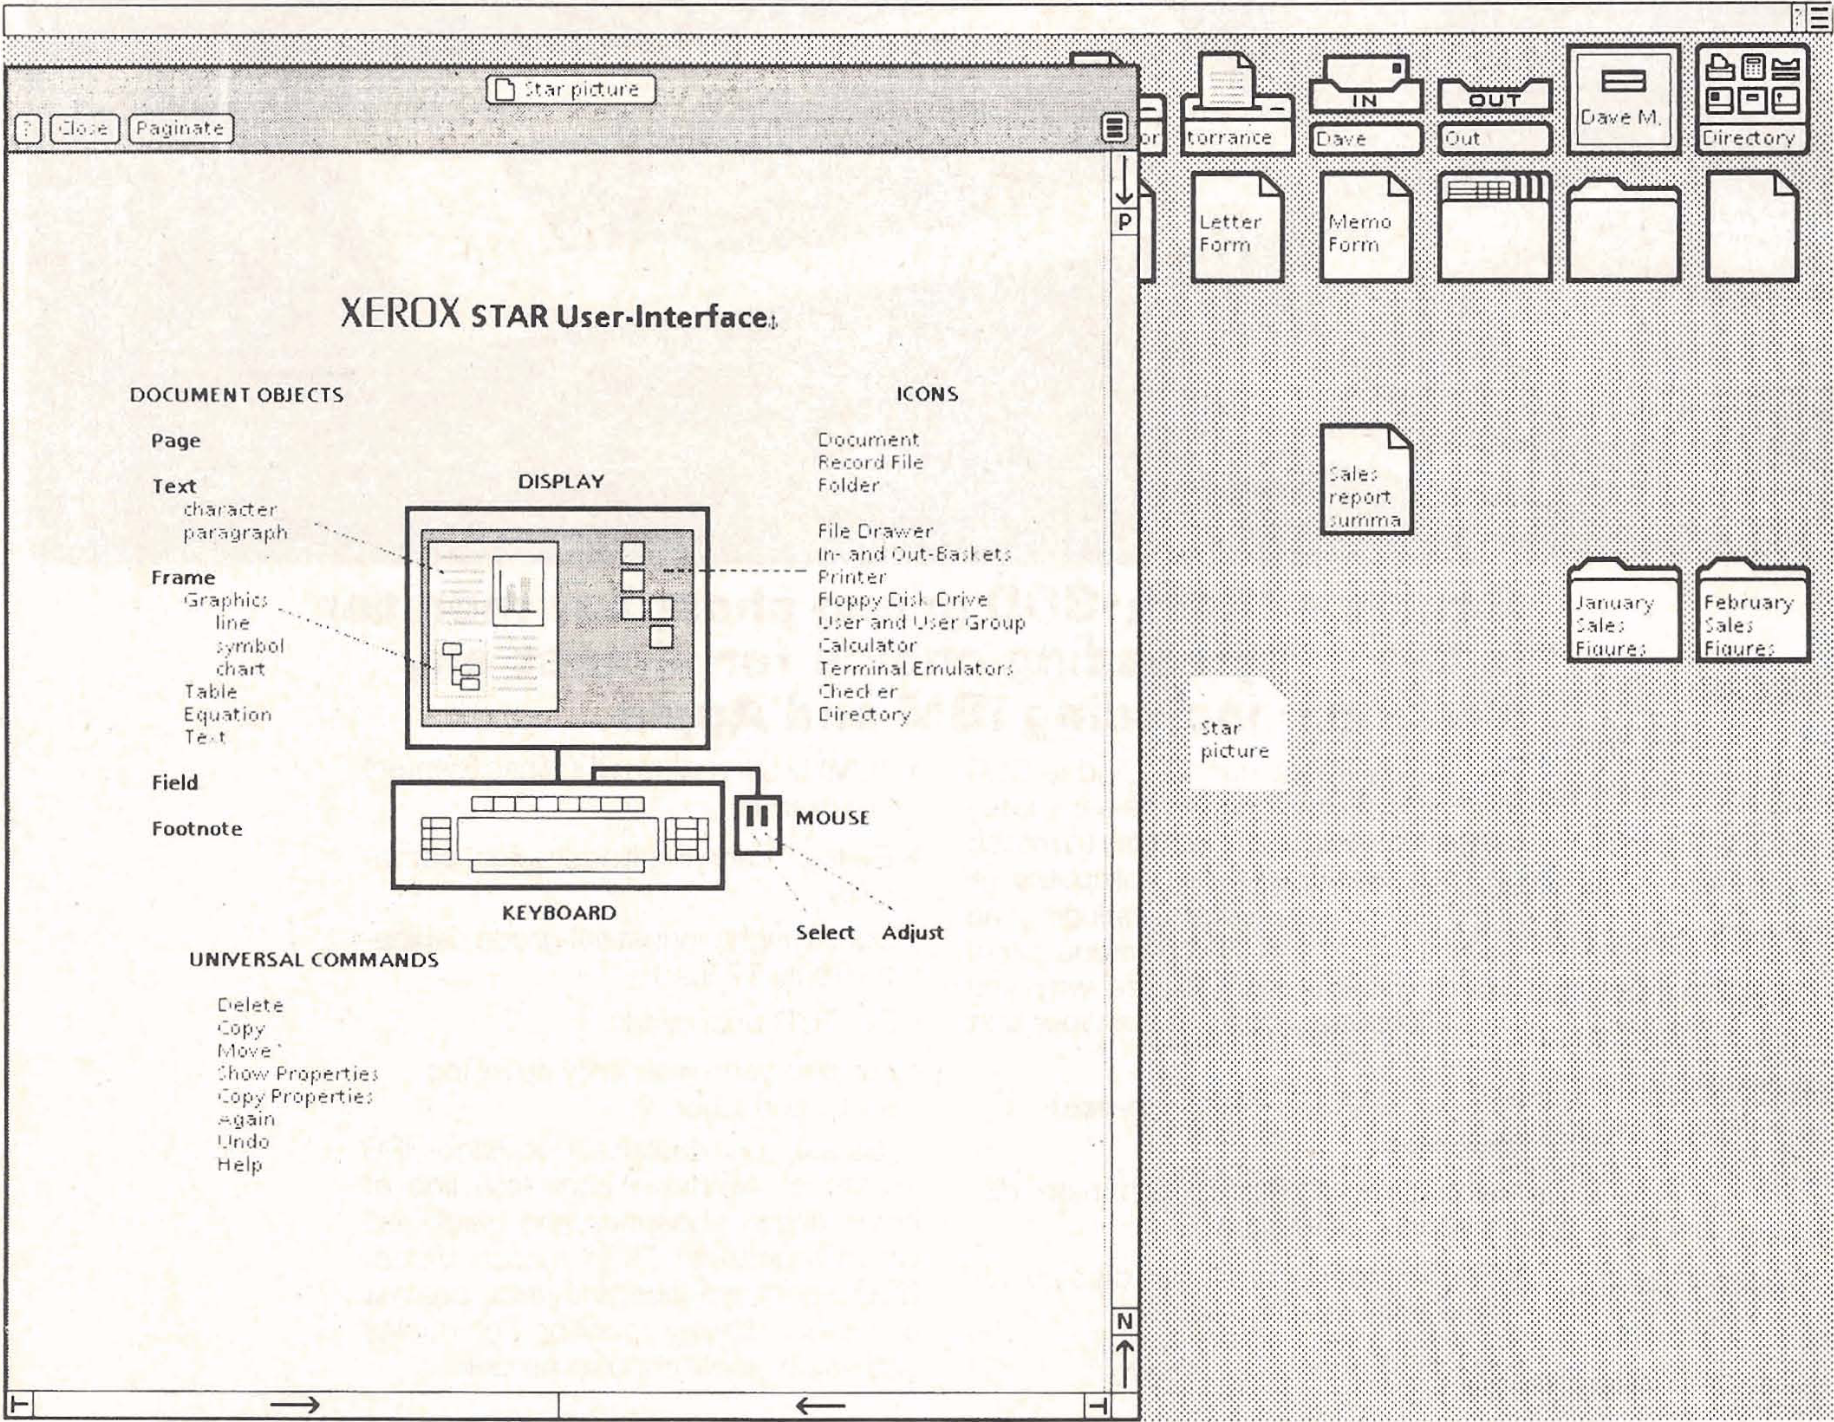 Star picture
?
Close
Paginate
or
torrance
IN
Dave
OUT
Out
Dave M.
Directory
P
Letter
Form
Memo
Form
XEROX STAR User-Interface
DOCUMENT OBJECTS
Page
Text
character
paragraph
Frame
Graphics
line
symbol
chart
Table
Equation
Text
Field
Footnote
DISPLAY
ICONS
Document
Record File
Folder
File Drawer
In- and Out-Baskets
Printer
Floppy Disk Drive
User and User Group
Calculator
Terminal Emulators
Checker
Directory
MOUSE
KEYBOARD
Select Adjust
UNIVERSAL COMMANDS
Delete
Copy
Move
Show Properties
Copy Properties
Again
Undo
Help
Sales
report
summa
January
Sales
Figures
February
Sales
Figures
Star
picture
N